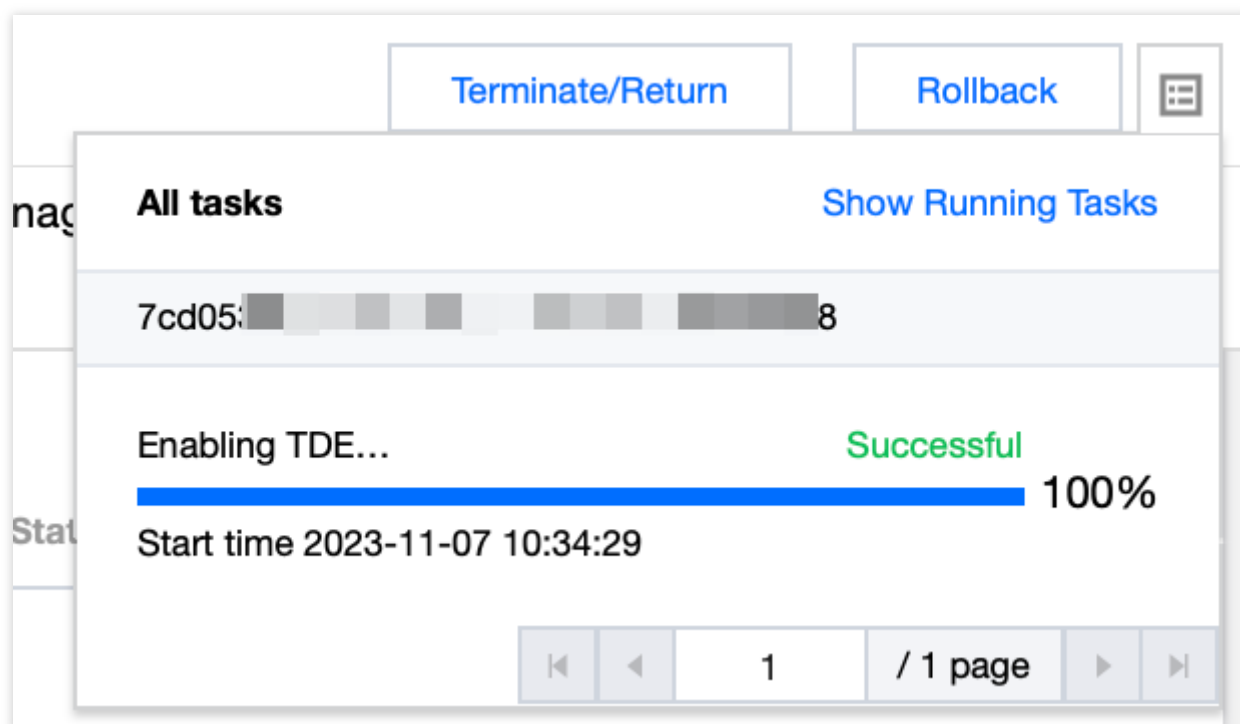 Terminate/Return Rollback
All tasks Show Running Tasks
Enabling TDE... Successful
100%
Start time 2023-11-07 10:34:29
1 / 1 page